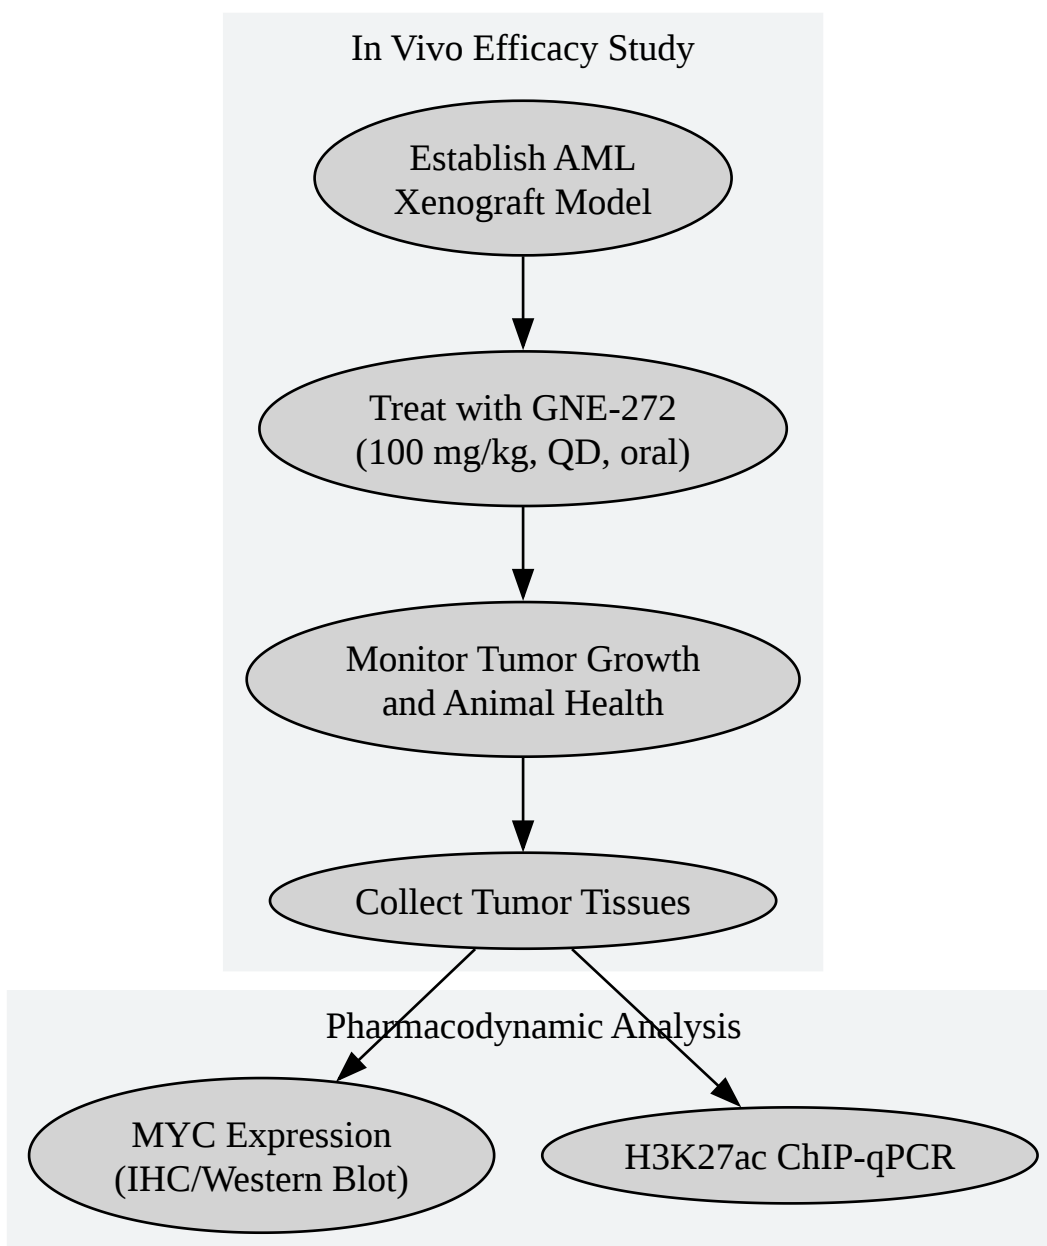 In Vivo Efficacy Study
Establish AML
Xenograft Model
Treat with GNE-272
(100 mg/kg, QD, oral)
Monitor Tumor Growth
and Animal Health
Collect Tumor Tissues
Pharmacodynamic Analysis
MYC Expression
(IHC/Western Blot)
H3K27ac ChIP-qPCR